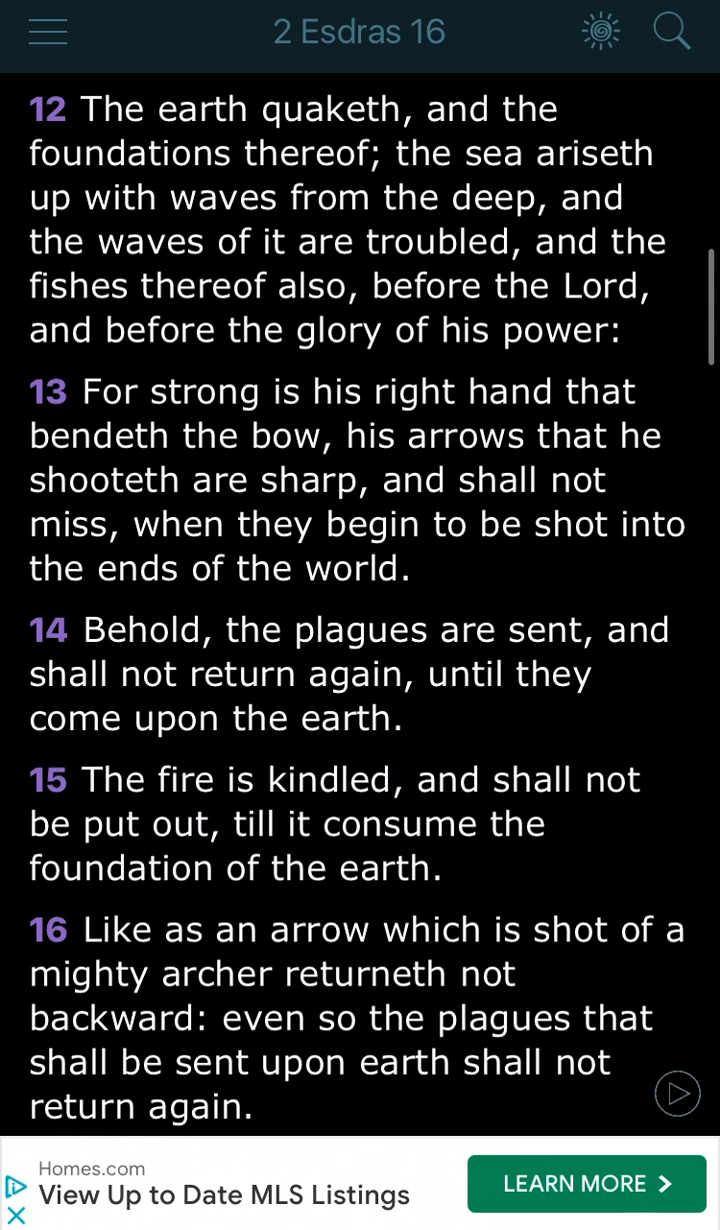 2 Esdras 16
12 The earth quaketh, and the
foundations thereof; the sea ariseth
up with waves from the deep, and
the waves of it are troubled, and the
fishes thereof also, before the Lord,
and before the glory of his power:
13 For strong is his right hand that
bendeth the bow, his arrows that he
shooteth are sharp, and shall not
miss, when they begin to be shot into
the ends of the world.
14 Behold, the plagues are sent, and
shall not return again, until they
come upon the earth.
15 The fire is kindled, and shall not
be put out, till it consume the
foundation of the earth.
16 Like as an arrow which is shot of a
mighty archer returneth not
backward: even so the plagues that
shall be sent upon earth shall not
return again.
Homes.com
View Up to Date MLS Listings
LEARN MORE